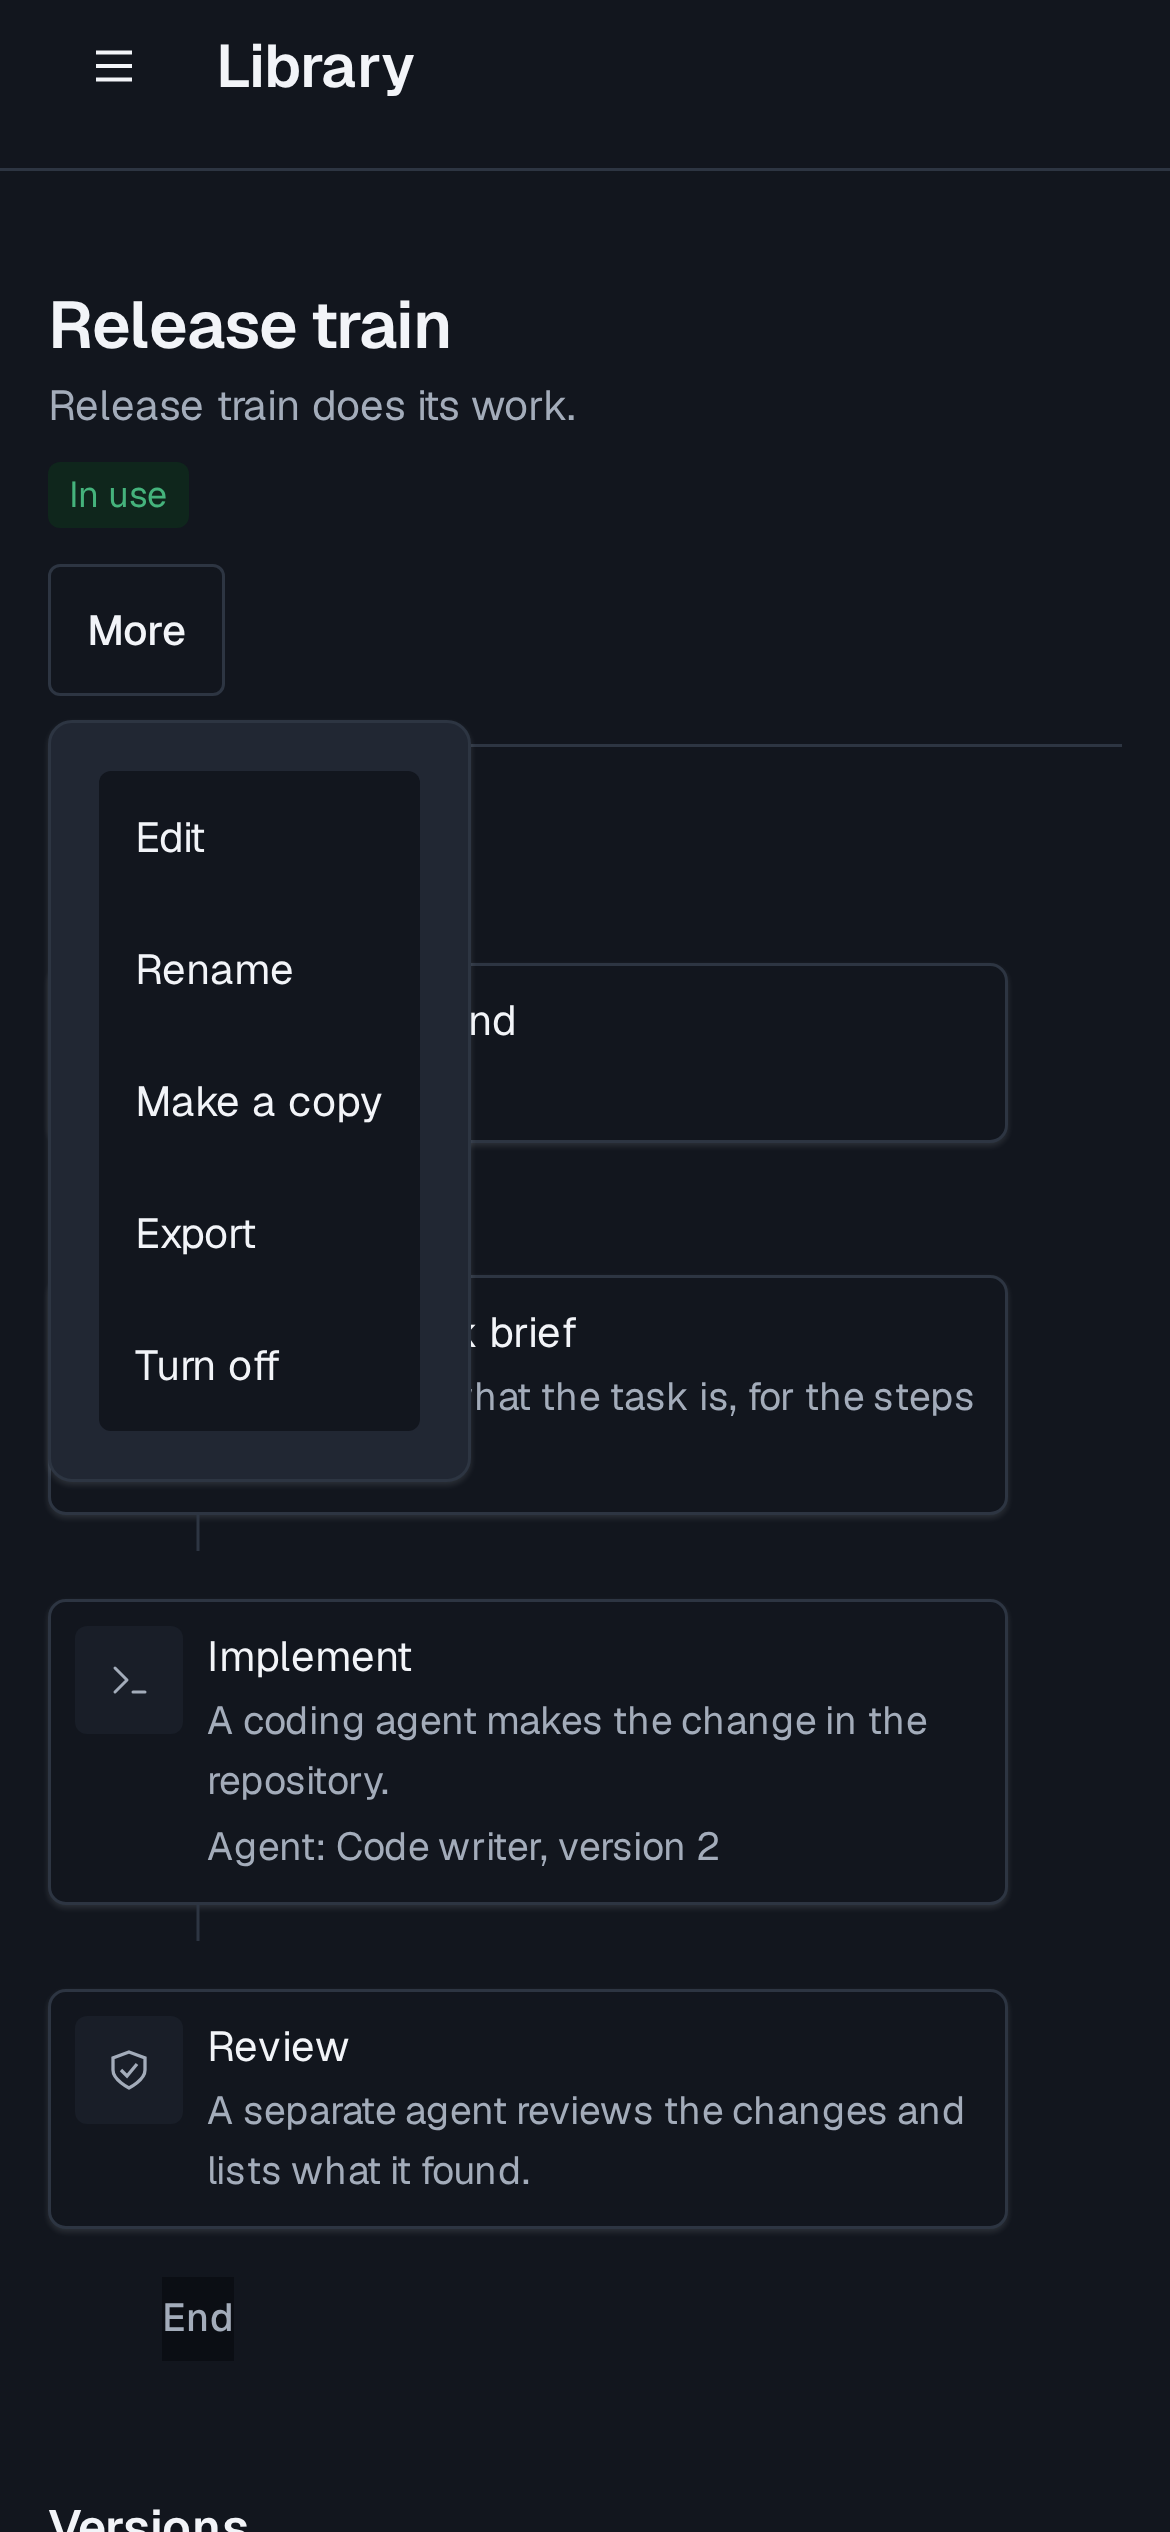 Library
Release train
Release train does its work.
In use
More
Edit
Rename
Make a copy
Export
Turn off
brief
that the task is, for the steps
Implement
A coding agent makes the change in the
repository.
Agent: Code writer, version 2
Review
A separate agent reviews the changes and
lists what it found.
End
Versions